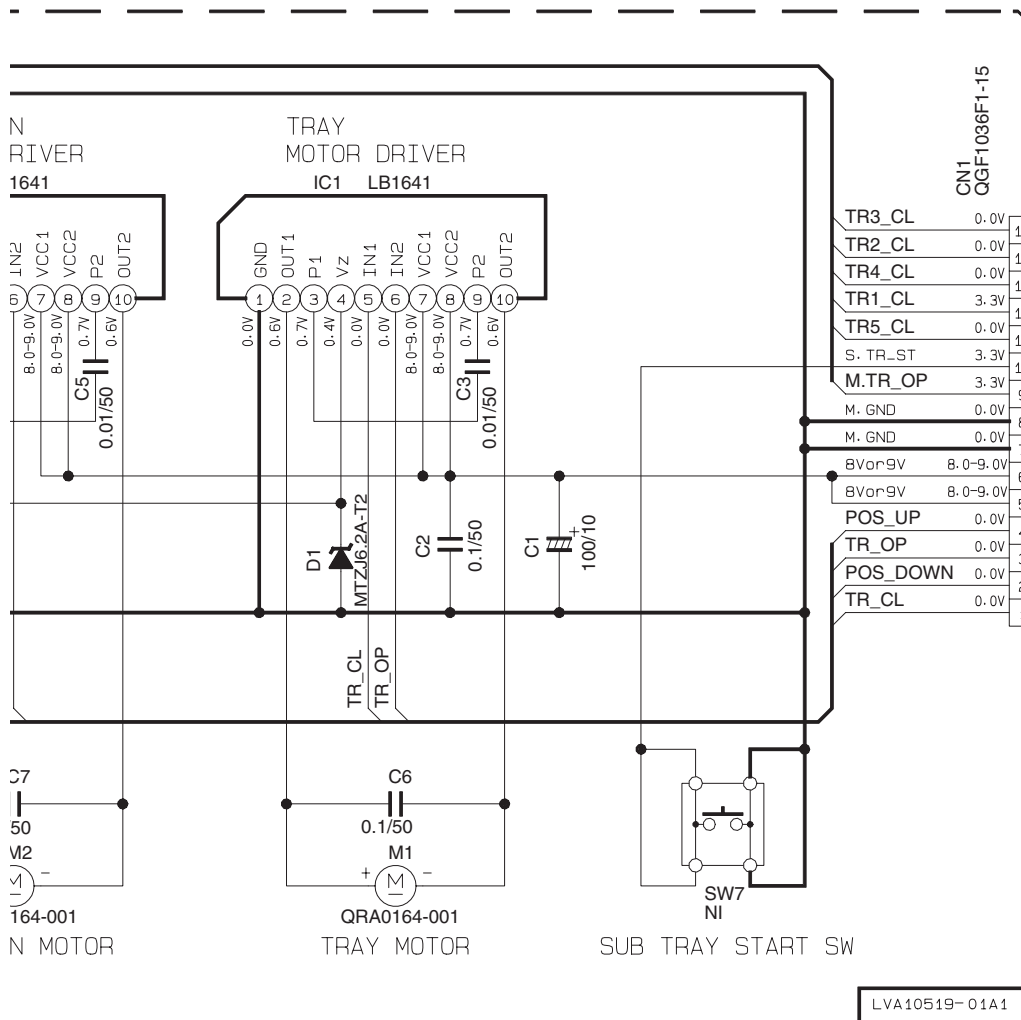 N
RIVER
1641
IN2
VCC1
VCC2
P2
OUT2
6 7 8 9 10
8.0-9.0V
8.0-9.0V
0.7V
0.6V
C5
0.01/50
TRAY
MOTOR DRIVER
IC1 LB1641
GND
OUT1
P1
VZ
IN1
IN2
VCC1
VCC2
P2
OUT2
1 2 3 4 5 6 7 8 9 10
0.0V
0.6V
0.7V
0.4V
0.0V
0.0V
8.0-9.0V
8.0-9.0V
0.7V
0.6V
C3
0.01/50
D1
MTZJ6.2A-T2
C2
0.1/50
C1
+
100/10
TR_CL
TR_OP
CN1
QGF1036F1-15
TR3_CL 0.0V
TR2_CL 0.0V
TR4_CL 0.0V
TR1_CL 3.3V
TR5_CL 0.0V
S.TR_ST 3.3V
M.TR_OP 3.3V
M.GND 0.0V
M.GND 0.0V
8Vor9V 8.0-9.0V
8Vor9V 8.0-9.0V
POS_UP 0.0V
TR_OP 0.0V
POS_DOWN 0.0V
TR_CL 0.0V
C7
50
M2
M -
164-001
N MOTOR
C6
0.1/50
M1
+ M -
QRA0164-001
TRAY MOTOR
SW7
NI
SUB TRAY START SW
LVA10519-01A1